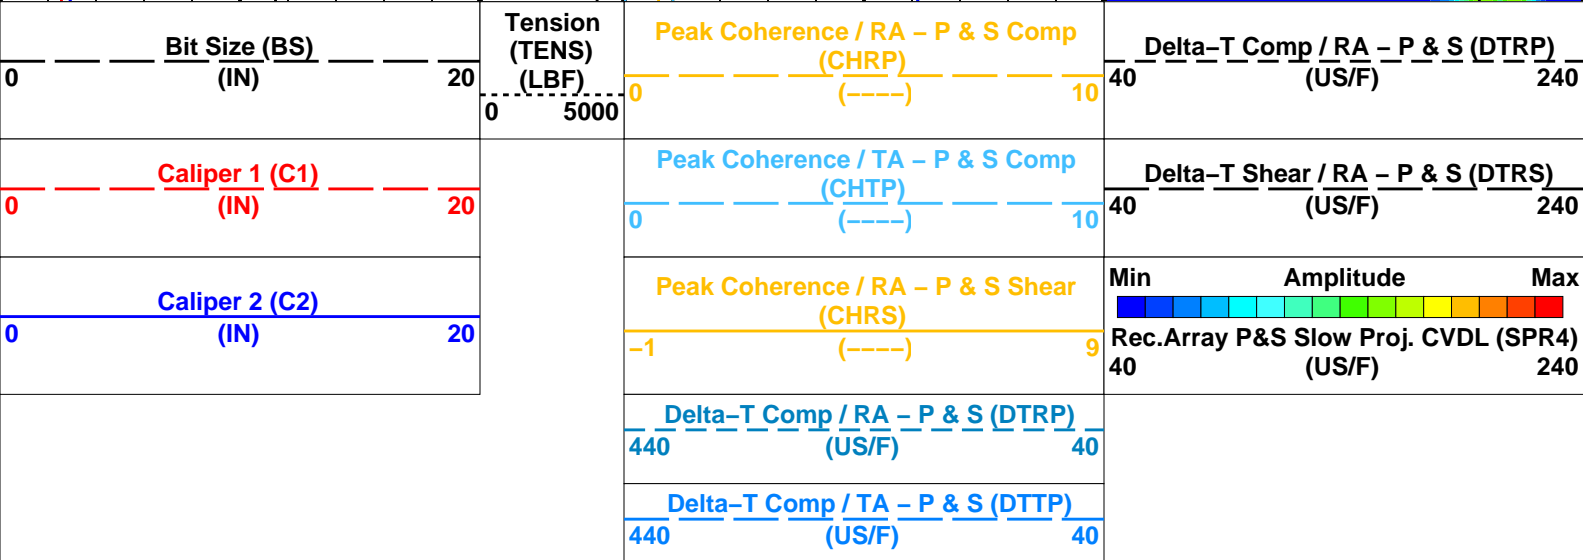 Bit Size (BS)
0 (IN) 20
Tension
(TENS)
(LBF)
0 5000
Peak Coherence / RA – P & S Comp
(CHRP)
0 (––––) 10
Delta–T Comp / RA – P & S (DTRP)
40 (US/F) 240
Caliper 1 (C1)
0 (IN) 20
Peak Coherence / TA – P & S Comp
(CHTP)
0 (––––) 10
Delta–T Shear / RA – P & S (DTRS)
40 (US/F) 240
Caliper 2 (C2)
0 (IN) 20
Peak Coherence / RA – P & S Shear
(CHRS)
–1 (––––) 9
Min Amplitude Max
Rec.Array P&S Slow Proj. CVDL (SPR4)
40 (US/F) 240
Delta–T Comp / RA – P & S (DTRP)
440 (US/F) 40
Delta–T Comp / TA – P & S (DTTP)
440 (US/F) 40